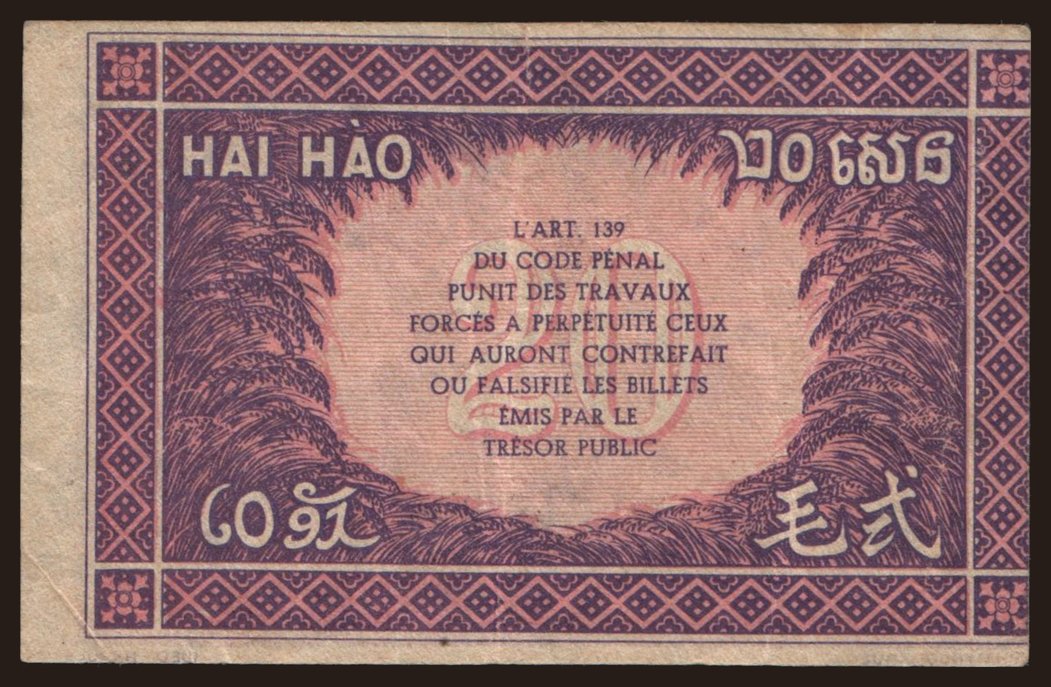 HAI HÀO
២០ សេន
L'ART. 139
DU CODE PÉNAL
PUNIT DES TRAVAUX
FORCÉS A PERPÉTUITÉ CEUX
QUI AURONT CONTREFAIT
OU FALSIFIÉ LES BILLETS
ÉMIS PAR LE
TRÉSOR PUBLIC
20
毛弍